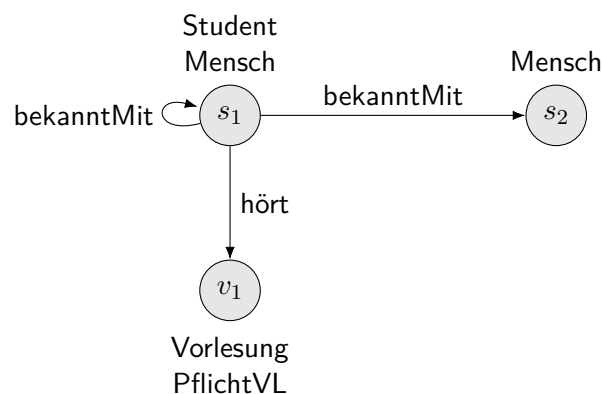 Student
Mensch
Mensch
bekanntMit
bekanntMit
s₁
s₂
hört
v₁
Vorlesung
PflichtVL